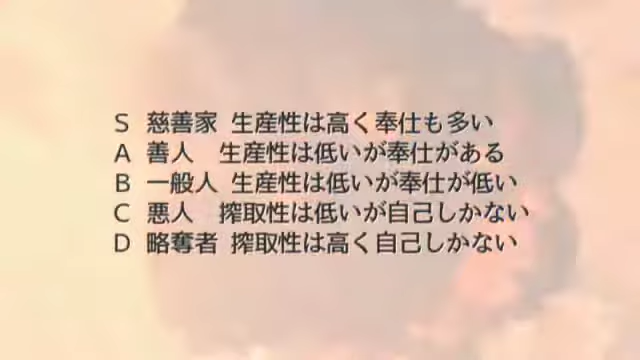 S 慈善家 生産性は高く奉仕も多い
A 善人 生産性は低いが奉仕がある
B 一般人 生産性は低いが奉仕が低い
C 悪人 搾取性は低いが自己しかない
D 略奪者 搾取性は高く自己しかない